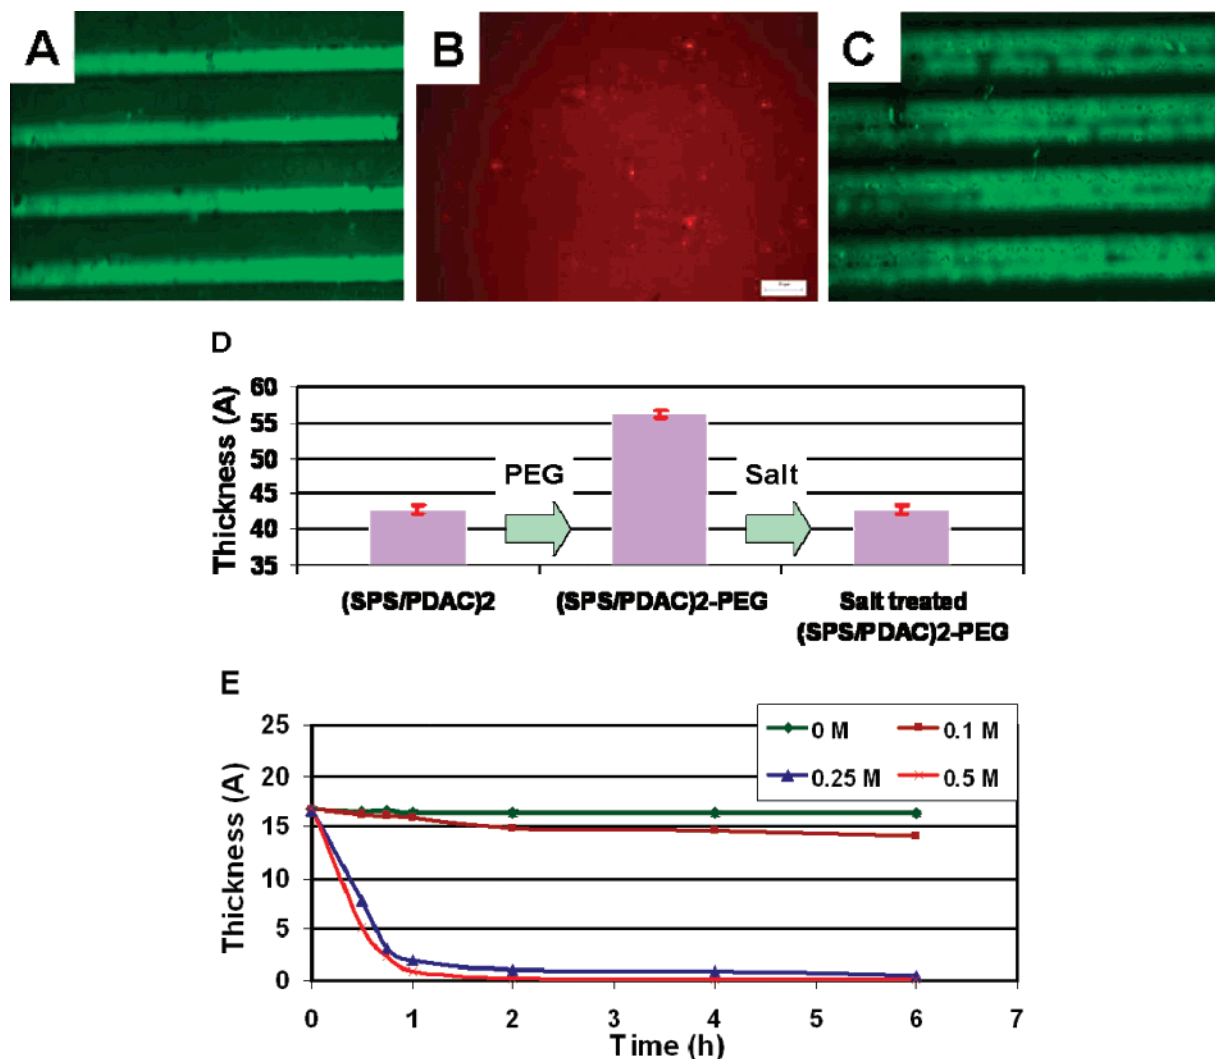 A
B
C
D
Thickness (A)
60
55
50
45
40
35
PEG
Salt
(SPS/PDAC)2
(SPS/PDAC)2-PEG
Salt treated
(SPS/PDAC)2-PEG
E
Thickness (A)
25
20
15
10
5
0
0 M
0.1 M
0.25 M
0.5 M
0 1 2 3 4 5 6 7
Time (h)